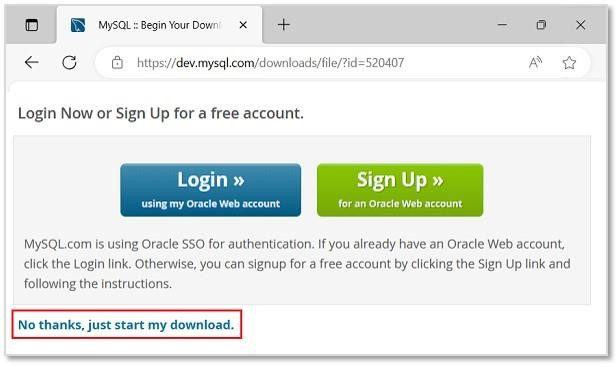 MySQL :: Begin Your Downl
https://dev.mysql.com/downloads/file/?id=520407
Login Now or Sign Up for a free account.
Login »
using my Oracle Web account
Sign Up »
for an Oracle Web account
MySQL.com is using Oracle SSO for authentication. If you already have an Oracle Web account,
click the Login link. Otherwise, you can signup for a free account by clicking the Sign Up link and
following the instructions.
No thanks, just start my download.